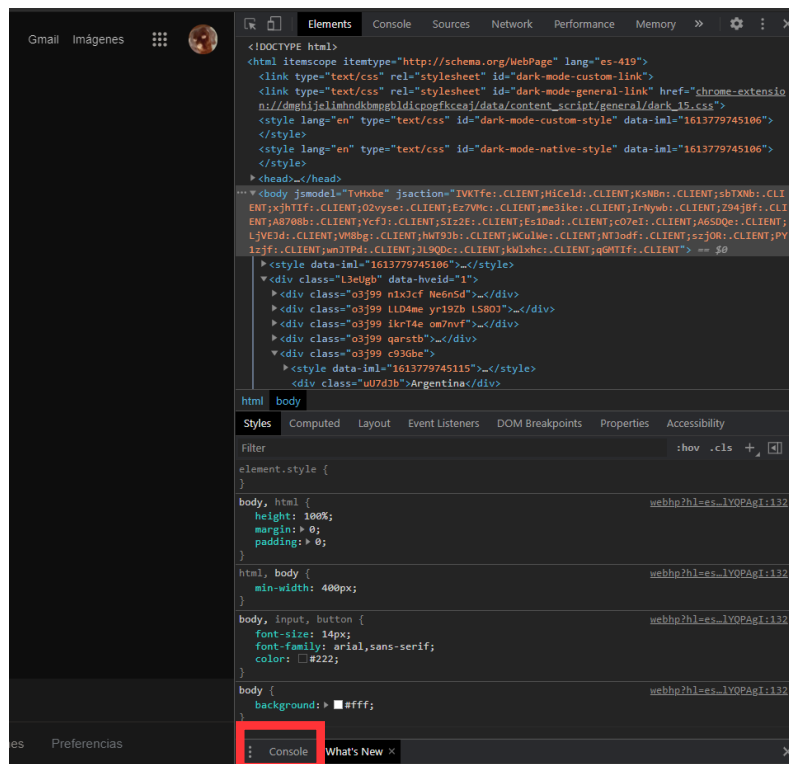 Gmail Imágenes
Elements Console Sources Network Performance Memory »
<!DOCTYPE html>
<html itemscope itemtype="http://schema.org/WebPage" lang="es-419">
<link type="text/css" rel="stylesheet" id="dark-mode-custom-link">
<link type="text/css" rel="stylesheet" id="dark-mode-general-link" href="chrome-extensio
n://dmghijelimhndkbmpgbldicpogfkceaj/data/content_script/general/dark_15.css">
<style lang="en" type="text/css" id="dark-mode-custom-style" data-iml="1613779745106">
</style>
<style lang="en" type="text/css" id="dark-mode-native-style" data-iml="1613779745106">
</style>
<head>…</head>
<body jsmodel="TvHxbe" jsaction="IVKTfe:.CLIENT;HiCeld:.CLIENT;KsNBn:.CLIENT;sbTXNb:.CLI
ENT;xjhTIf:.CLIENT;O2vyse:.CLIENT;Ez7VMc:.CLIENT;me3ike:.CLIENT;IrNywb:.CLIENT;Z94jBf:.CLI
ENT;A8708b:.CLIENT;YcfJ:.CLIENT;SIz2E:.CLIENT;Es1Dad:.CLIENT;cO7eI:.CLIENT;A6SDQe:.CLIENT;
LjVEJd:.CLIENT;VM8bg:.CLIENT;hWT9Jb:.CLIENT;WCulWe:.CLIENT;NTJodf:.CLIENT;szjOR:.CLIENT;PY
1zjf:.CLIENT;wnJTPd:.CLIENT;JL9QDc:.CLIENT;kWlxhc:.CLIENT;qGMTIf:.CLIENT"> == $0
<style data-iml="1613779745106">…</style>
<div class="L3eUgb" data-hveid="1">
<div class="o3j99 n1xJcf Ne6nSd">…</div>
<div class="o3j99 LLD4me yr19Zb LS8OJ">…</div>
<div class="o3j99 ikrT4e om7nvf">…</div>
<div class="o3j99 qarstb">…</div>
<div class="o3j99 c93Gbe">
<style data-iml="1613779745115">…</style>
<div class="uU7dJb">Argentina</div>
html body
Styles Computed Layout Event Listeners DOM Breakpoints Properties Accessibility
Filter :hov .cls +
element.style {
}
body, html { webhp?hl=es…lYQPAgI:132
height: 100%;
margin: 0;
padding: 0;
}
html, body { webhp?hl=es…lYQPAgI:132
min-width: 400px;
}
body, input, button { webhp?hl=es…lYQPAgI:132
font-size: 14px;
font-family: arial,sans-serif;
color: #222;
}
body { webhp?hl=es…lYQPAgI:132
background: #fff;
}
es Preferencias
Console What's New ×